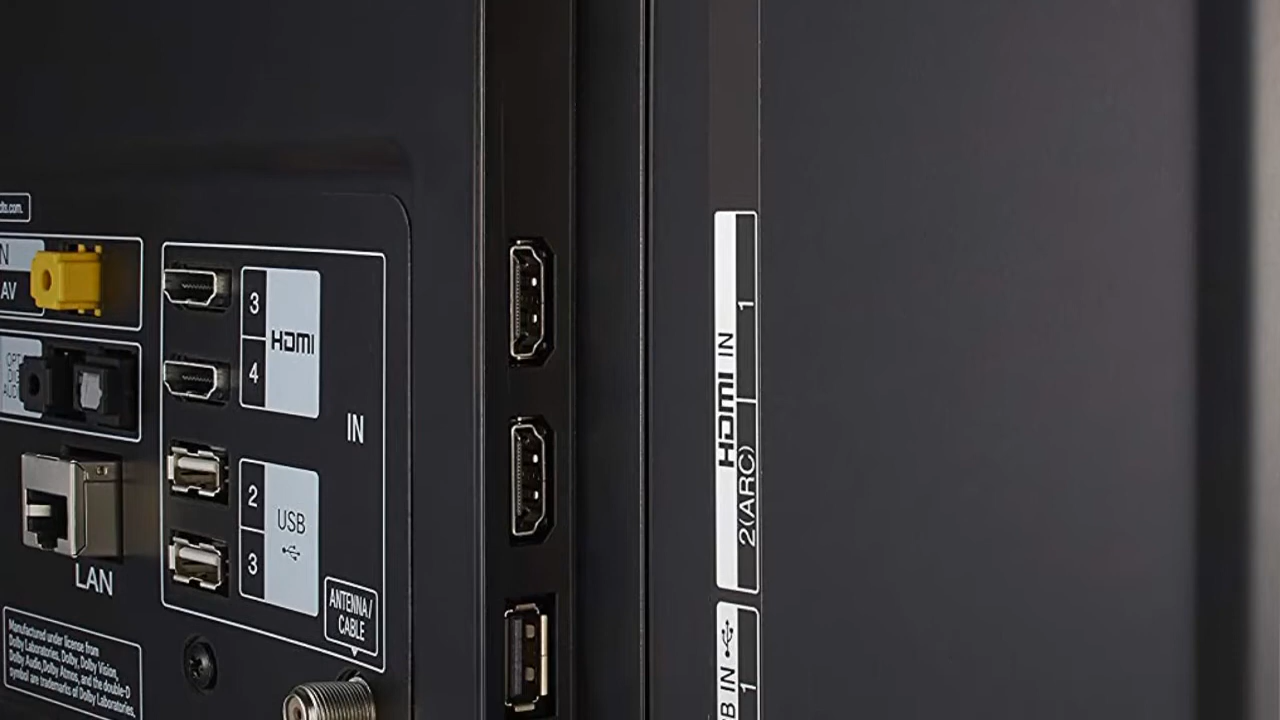 dts.com.
N
AV
LAN
Manufactured under license from
Dolby Laboratories. Dolby, Dolby Vision,
Dolby Audio, Dolby Atmos, and the double-D
symbol are trademarks of Dolby Laboratories.
3
HDMI
4
IN
2
USB
3
ANTENNA/
CABLE
HDMI IN
1
2(ARC)
B IN
1